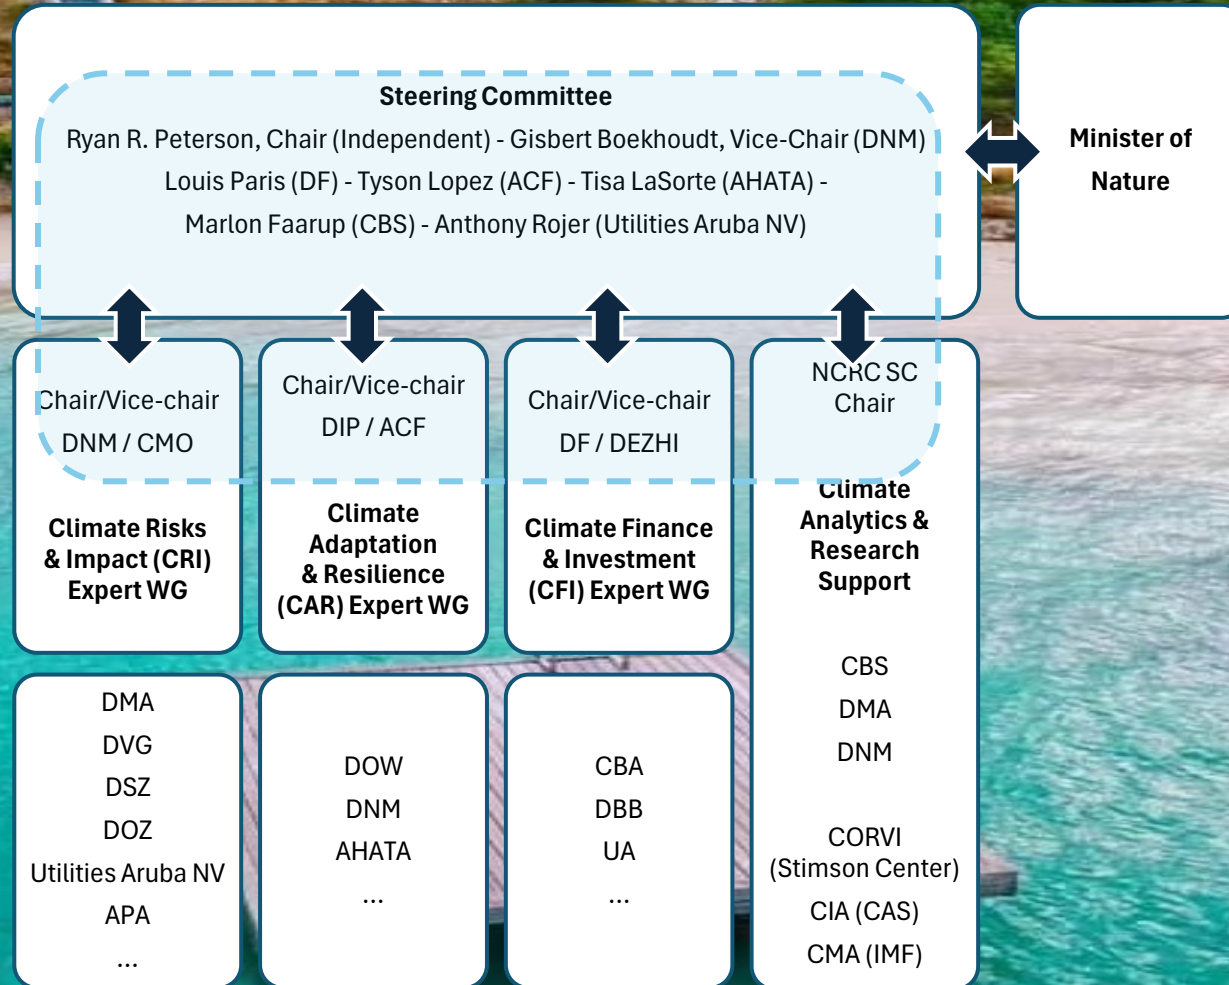 Steering Committee
Ryan R. Peterson, Chair (Independent) - Gisbert Boekhoudt, Vice-Chair (DNM)
Louis Paris (DF) - Tyson Lopez (ACF) - Tisa LaSorte (AHATA) -
Marlon Faarup (CBS) - Anthony Rojer (Utilities Aruba NV)
Minister of
Nature
Chair/Vice-chair
DNM / CMO
Climate Risks
& Impact (CRI)
Expert WG
Chair/Vice-chair
DIP / ACF
Climate
Adaptation
& Resilience
(CAR) Expert WG
Chair/Vice-chair
DF / DEZHI
Climate Finance
& Investment
(CFI) Expert WG
NCRC SC
Chair
Climate
Analytics &
Research
Support
CBS
DMA
DNM
CORVI
(Stimson Center)
CIA (CAS)
CMA (IMF)
DMA
DVG
DSZ
DOZ
Utilities Aruba NV
APA
...
DOW
DNM
AHATA
...
CBA
DBB
UA
...